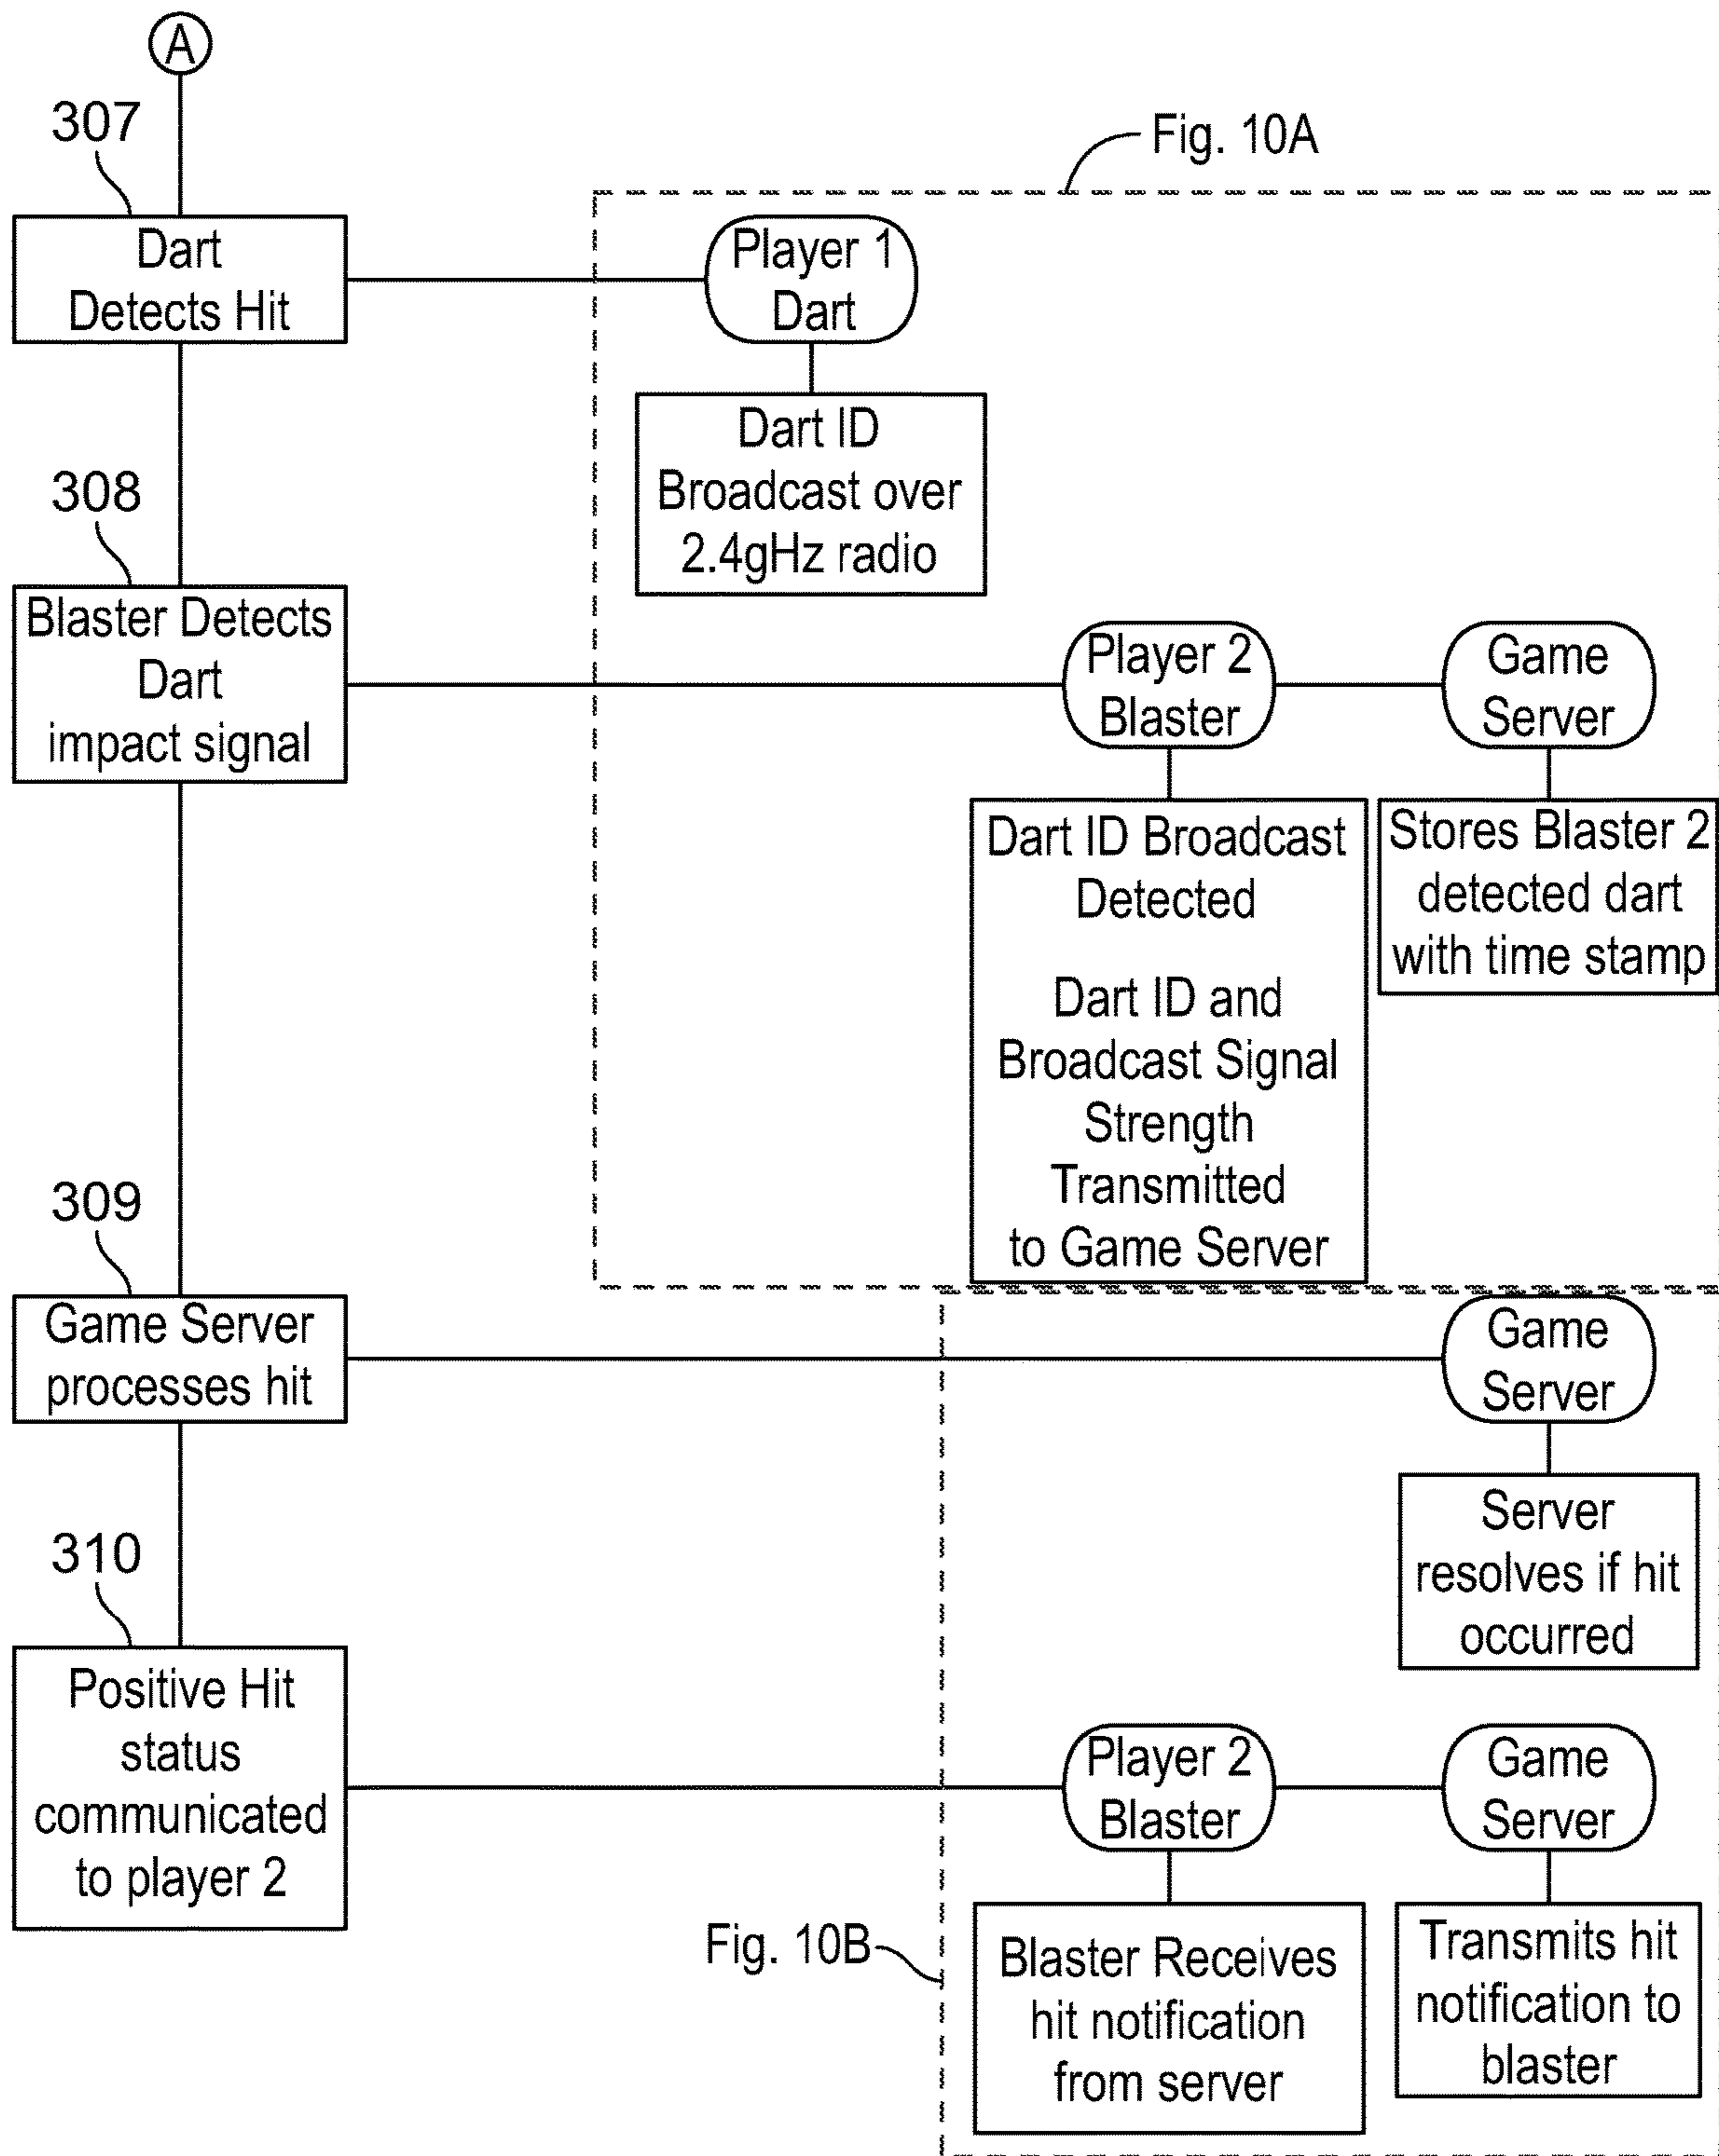 A
307
Fig. 10A
Dart
Detects Hit
Player 1
Dart
Dart ID
Broadcast over
2.4gHz radio
308
Blaster Detects
Dart
impact signal
Player 2
Blaster
Game
Server
Dart ID Broadcast
Detected
Dart ID and
Broadcast Signal
Strength
Transmitted
to Game Server
Stores Blaster 2
detected dart
with time stamp
309
Game Server
processes hit
Game
Server
Server
resolves if hit
occurred
310
Positive Hit
status
communicated
to player 2
Player 2
Blaster
Game
Server
Fig. 10B
Blaster Receives
hit notification
from server
Transmits hit
notification to
blaster